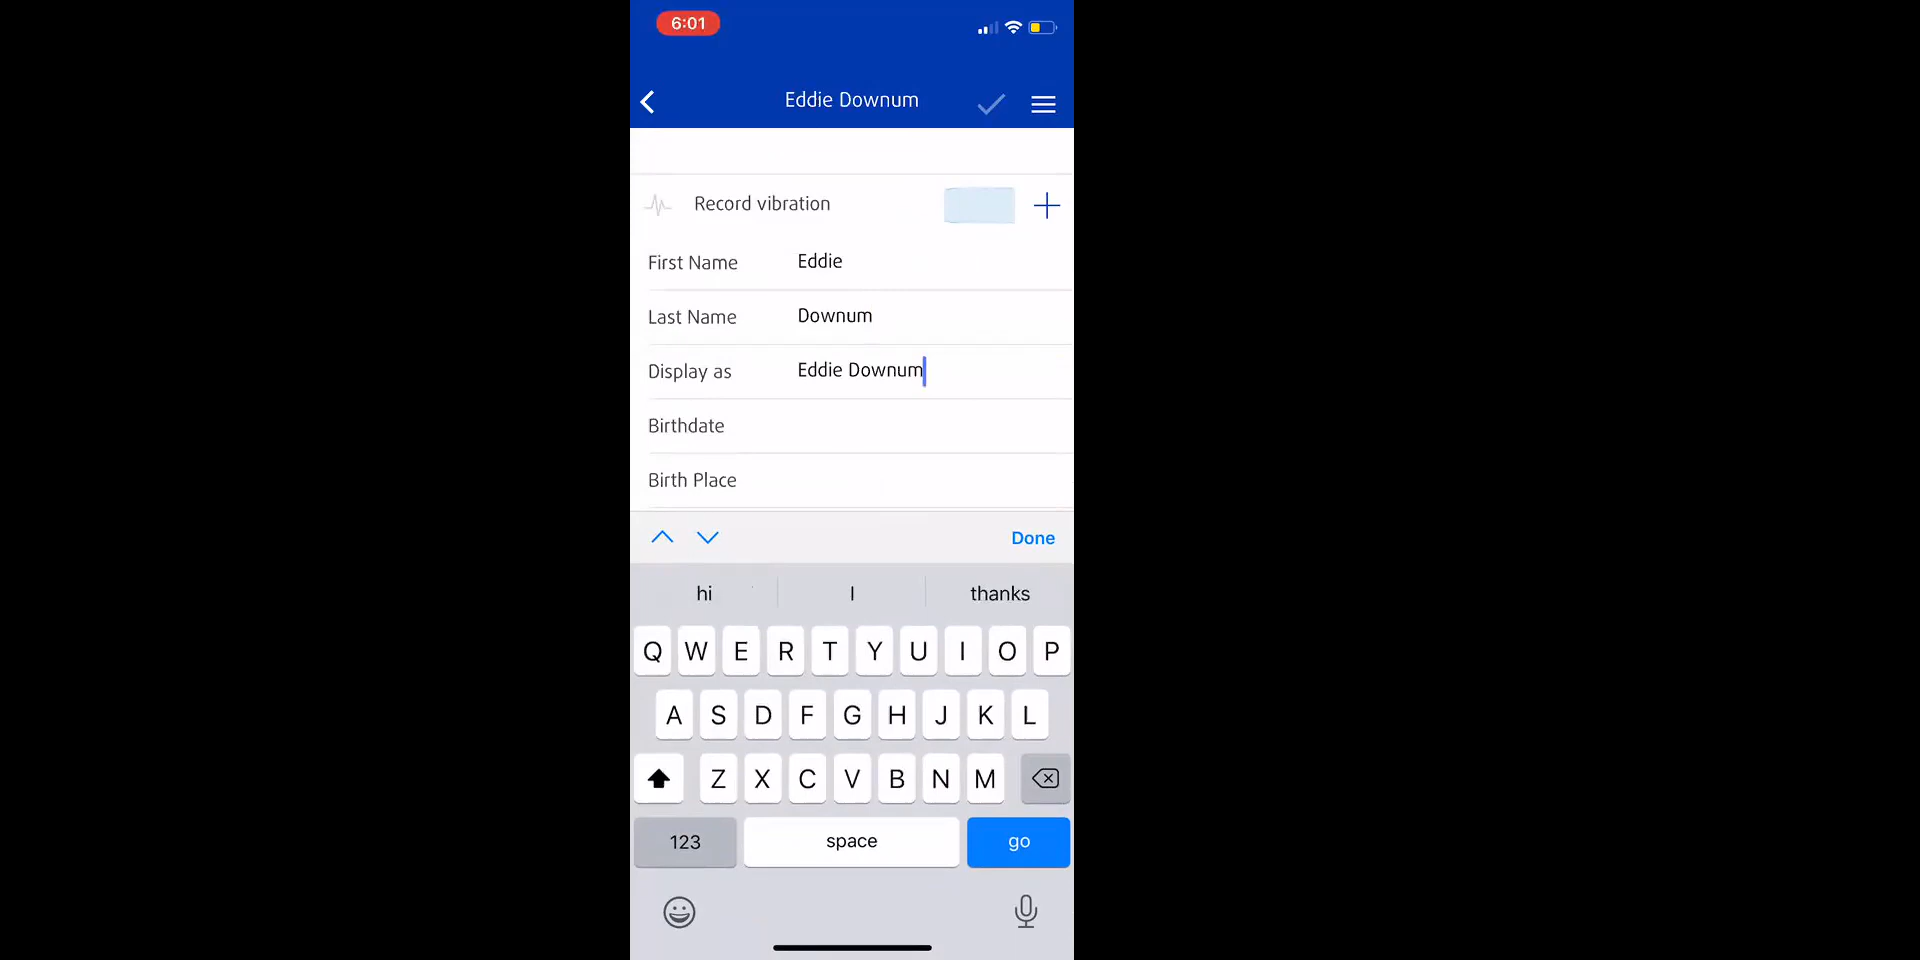 6:01
Eddie Downum
Record vibration
First Name Eddie
Last Name Downum
Display as Eddie Downum
Birthdate
Birth Place
Done
hi I thanks
Q W E R T Y U I O P
A S D F G H J K L
Z X C V B N M
123 space go